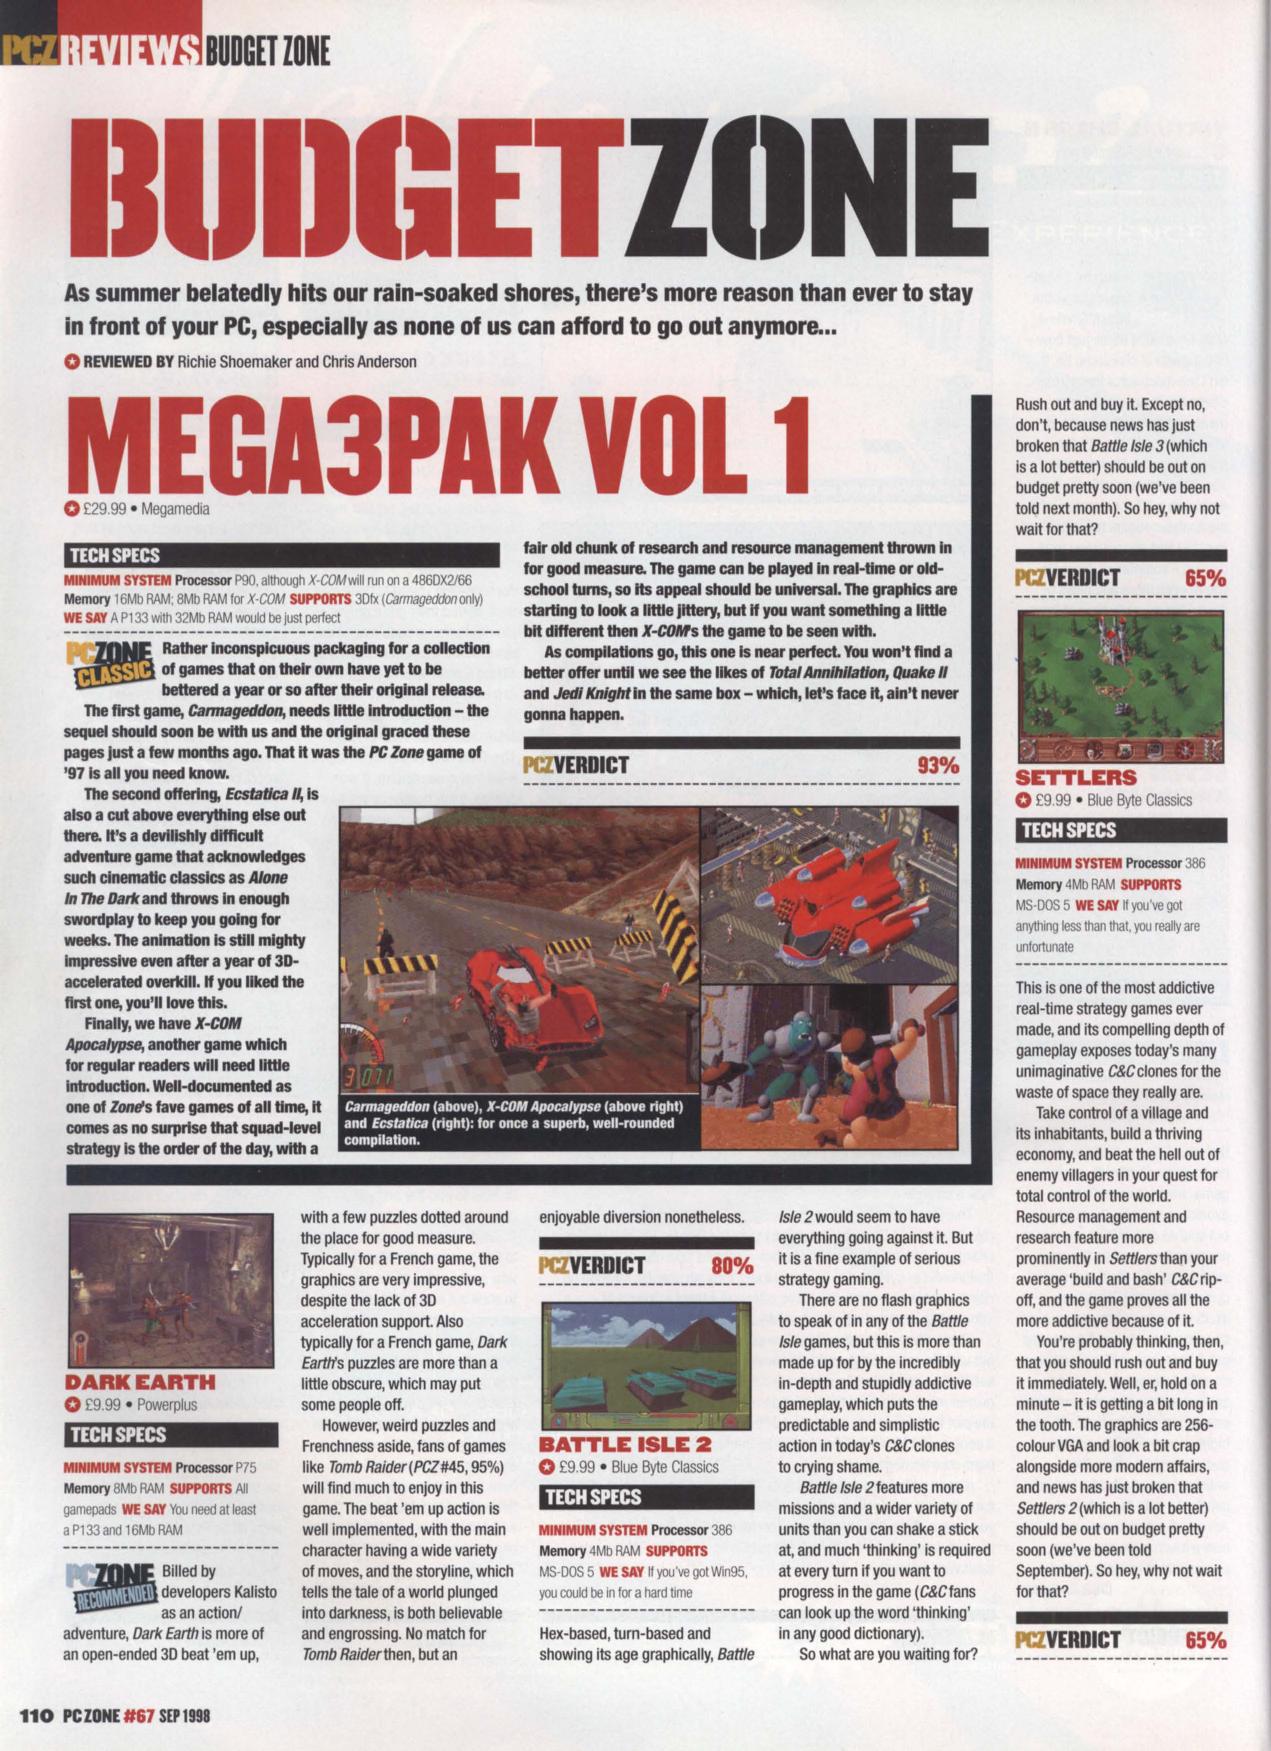 PCZ REVIEWS BUDGET ZONE
BUDGETZONE
As summer belatedly hits our rain-soaked shores, there's more reason than ever to stay
in front of your PC, especially as none of us can afford to go out anymore...
REVIEWED BY Richie Shoemaker and Chris Anderson
MEGA3PAK VOL 1
£29.99 • Megamedia
TECH SPECS
MINIMUM SYSTEM Processor P90, although X-COM will run on a 486DX2/66
Memory 16Mb RAM; 8Mb RAM for X-COM SUPPORTS 3Dfx (Carmageddon only)
WE SAY A P133 with 32Mb RAM would be just perfect
PC ZONE
CLASSIC
Rather inconspicuous packaging for a collection
of games that on their own have yet to be
bettered a year or so after their original release.
The first game, Carmageddon, needs little introduction – the
sequel should soon be with us and the original graced these
pages just a few months ago. That it was the PC Zone game of
'97 is all you need know.
The second offering, Ecstatica II, is
also a cut above everything else out
there. It's a devilishly difficult
adventure game that acknowledges
such cinematic classics as Alone
In The Dark and throws in enough
swordplay to keep you going for
weeks. The animation is still mighty
impressive even after a year of 3D-
accelerated overkill. If you liked the
first one, you'll love this.
Finally, we have X-COM
Apocalypse, another game which
for regular readers will need little
introduction. Well-documented as
one of Zone's fave games of all time, it
comes as no surprise that squad-level
strategy is the order of the day, with a
fair old chunk of research and resource management thrown in
for good measure. The game can be played in real-time or old-
school turns, so its appeal should be universal. The graphics are
starting to look a little jittery, but if you want something a little
bit different then X-COM's the game to be seen with.
As compilations go, this one is near perfect. You won't find a
better offer until we see the likes of Total Annihilation, Quake II
and Jedi Knight in the same box – which, let's face it, ain't never
gonna happen.
PCZVERDICT 93%
3 071
Carmageddon (above), X-COM Apocalypse (above right)
and Ecstatica (right): for once a superb, well-rounded
compilation.
DARK EARTH
£9.99 • Powerplus
TECH SPECS
MINIMUM SYSTEM Processor P75
Memory 8Mb RAM SUPPORTS All
gamepads WE SAY You need at least
a P133 and 16Mb RAM
PC ZONE
RECOMMENDED
Billed by
developers Kalisto
as an action/
adventure, Dark Earth is more of
an open-ended 3D beat 'em up,
with a few puzzles dotted around
the place for good measure.
Typically for a French game, the
graphics are very impressive,
despite the lack of 3D
acceleration support. Also
typically for a French game, Dark
Earth's puzzles are more than a
little obscure, which may put
some people off.
However, weird puzzles and
Frenchness aside, fans of games
like Tomb Raider (PCZ #45, 95%)
will find much to enjoy in this
game. The beat 'em up action is
well implemented, with the main
character having a wide variety
of moves, and the storyline, which
tells the tale of a world plunged
into darkness, is both believable
and engrossing. No match for
Tomb Raider then, but an
enjoyable diversion nonetheless.
PCZVERDICT 80%
BATTLE ISLE 2
£9.99 • Blue Byte Classics
TECH SPECS
MINIMUM SYSTEM Processor 386
Memory 4Mb RAM SUPPORTS
MS-DOS 5 WE SAY If you've got Win95,
you could be in for a hard time
Hex-based, turn-based and
showing its age graphically, Battle
Isle 2 would seem to have
everything going against it. But
it is a fine example of serious
strategy gaming.
There are no flash graphics
to speak of in any of the Battle
Isle games, but this is more than
made up for by the incredibly
in-depth and stupidly addictive
gameplay, which puts the
predictable and simplistic
action in today's C&C clones
to crying shame.
Battle Isle 2 features more
missions and a wider variety of
units than you can shake a stick
at, and much 'thinking' is required
at every turn if you want to
progress in the game (C&C fans
can look up the word 'thinking'
in any good dictionary).
So what are you waiting for?
Rush out and buy it. Except no,
don't, because news has just
broken that Battle Isle 3 (which
is a lot better) should be out on
budget pretty soon (we've been
told next month). So hey, why not
wait for that?
PCZVERDICT 65%
SETTLERS
£9.99 • Blue Byte Classics
TECH SPECS
MINIMUM SYSTEM Processor 386
Memory 4Mb RAM SUPPORTS
MS-DOS 5 WE SAY If you've got
anything less than that, you really are
unfortunate
This is one of the most addictive
real-time strategy games ever
made, and its compelling depth of
gameplay exposes today's many
unimaginative C&C clones for the
waste of space they really are.
Take control of a village and
its inhabitants, build a thriving
economy, and beat the hell out of
enemy villagers in your quest for
total control of the world.
Resource management and
research feature more
prominently in Settlers than your
average 'build and bash' C&C rip-
off, and the game proves all the
more addictive because of it.
You're probably thinking, then,
that you should rush out and buy
it immediately. Well, er, hold on a
minute – it is getting a bit long in
the tooth. The graphics are 256-
colour VGA and look a bit crap
alongside more modern affairs,
and news has just broken that
Settlers 2 (which is a lot better)
should be out on budget pretty
soon (we've been told
September). So hey, why not wait
for that?
PCZVERDICT 65%
110 PC ZONE #67 SEP 1998